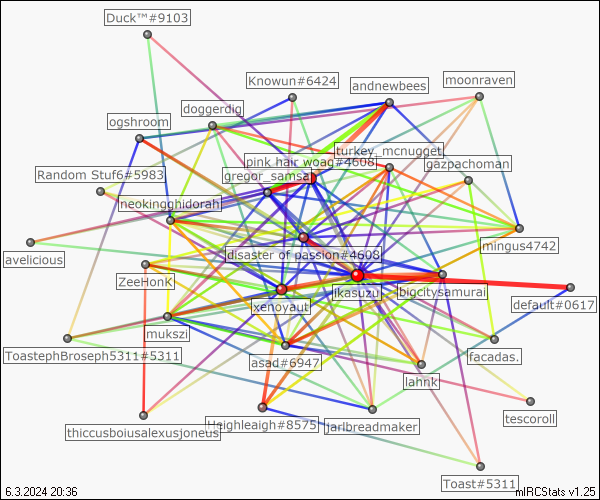 Duck™#9103
Knowun#6424
andnewbees
moonraven
doggerdig
ogshroom
turkey_mcnugget
pink hair woag#4608
gazpachoman
Random Stuf6#5983
gregor_samsa
neokingghidorah
mingus4742
avelicious
disaster of passion#4608
ZeeHonk
ikasuzu
bigcitysamurai
default#0617
xenoyaut
mukszi
ToastephBroseph5311#5311
asad#6947
facadas.
lahnk
tescoroll
thiccusboiusalexusjoneus
Heighleigh#8575
jarlbreadmaker
Toast#5311
6.3.2024 20:36
mIRCStats v1.25